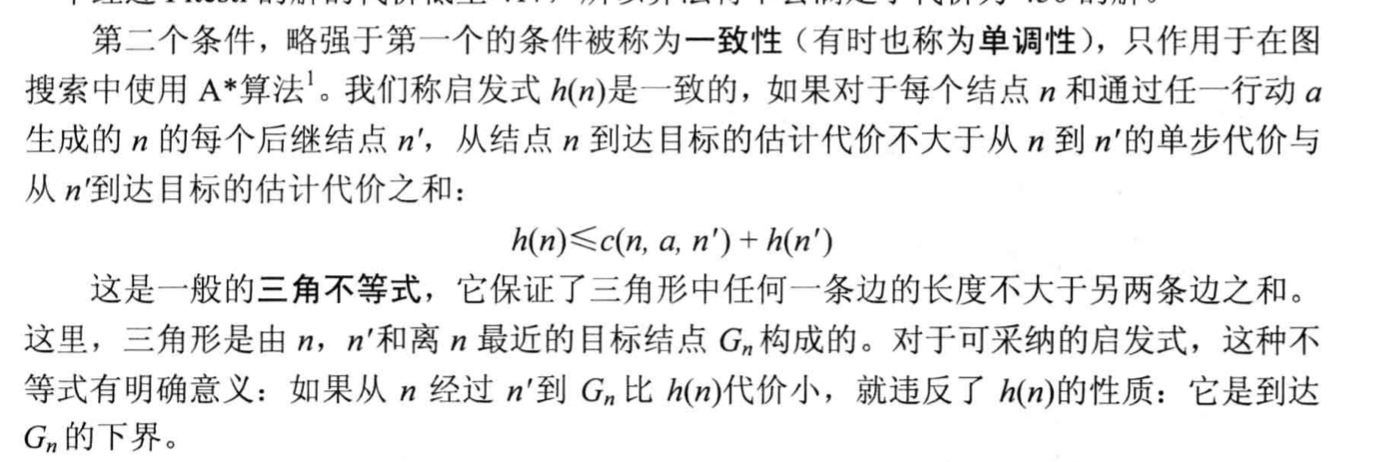 第二个条件，略强于第一个的条件被称为一致性（有时也称为单调性），只作用于在图
搜索中使用 A*算法¹。我们称启发式 h(n)是一致的，如果对于每个结点 n 和通过任一行动 a
生成的 n 的每个后继结点 n′，从结点 n 到达目标的估计代价不大于从 n 到 n′的单步代价与
从 n′到达目标的估计代价之和：
h(n)≤c(n, a, n′) + h(n′)
这是一般的三角不等式，它保证了三角形中任何一条边的长度不大于另两条边之和。
这里，三角形是由 n，n′和离 n 最近的目标结点 Gₙ 构成的。对于可采纳的启发式，这种不
等式有明确意义：如果从 n 经过 n′到 Gₙ 比 h(n)代价小，就违反了 h(n)的性质：它是到达
Gₙ 的下界。